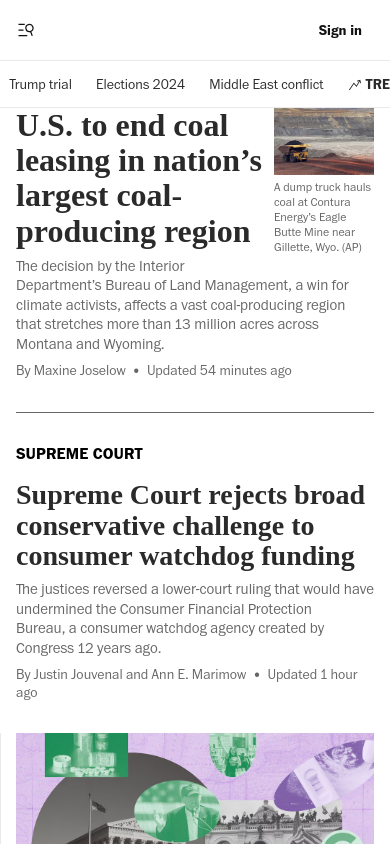 Sign in
Trump trial
Elections 2024
Middle East conflict
TRE
U.S. to end coal
leasing in nation's
largest coal-
producing region
A dump truck hauls
coal at Contura
Energy's Eagle
Butte Mine near
Gillette, Wyo. (AP)
The decision by the Interior
Department's Bureau of Land Management, a win for
climate activists, affects a vast coal-producing region
that stretches more than 13 million acres across
Montana and Wyoming.
By Maxine Joselow • Updated 54 minutes ago
SUPREME COURT
Supreme Court rejects broad
conservative challenge to
consumer watchdog funding
The justices reversed a lower-court ruling that would have
undermined the Consumer Financial Protection
Bureau, a consumer watchdog agency created by
Congress 12 years ago.
By Justin Jouvenal and Ann E. Marimow • Updated 1 hour
ago